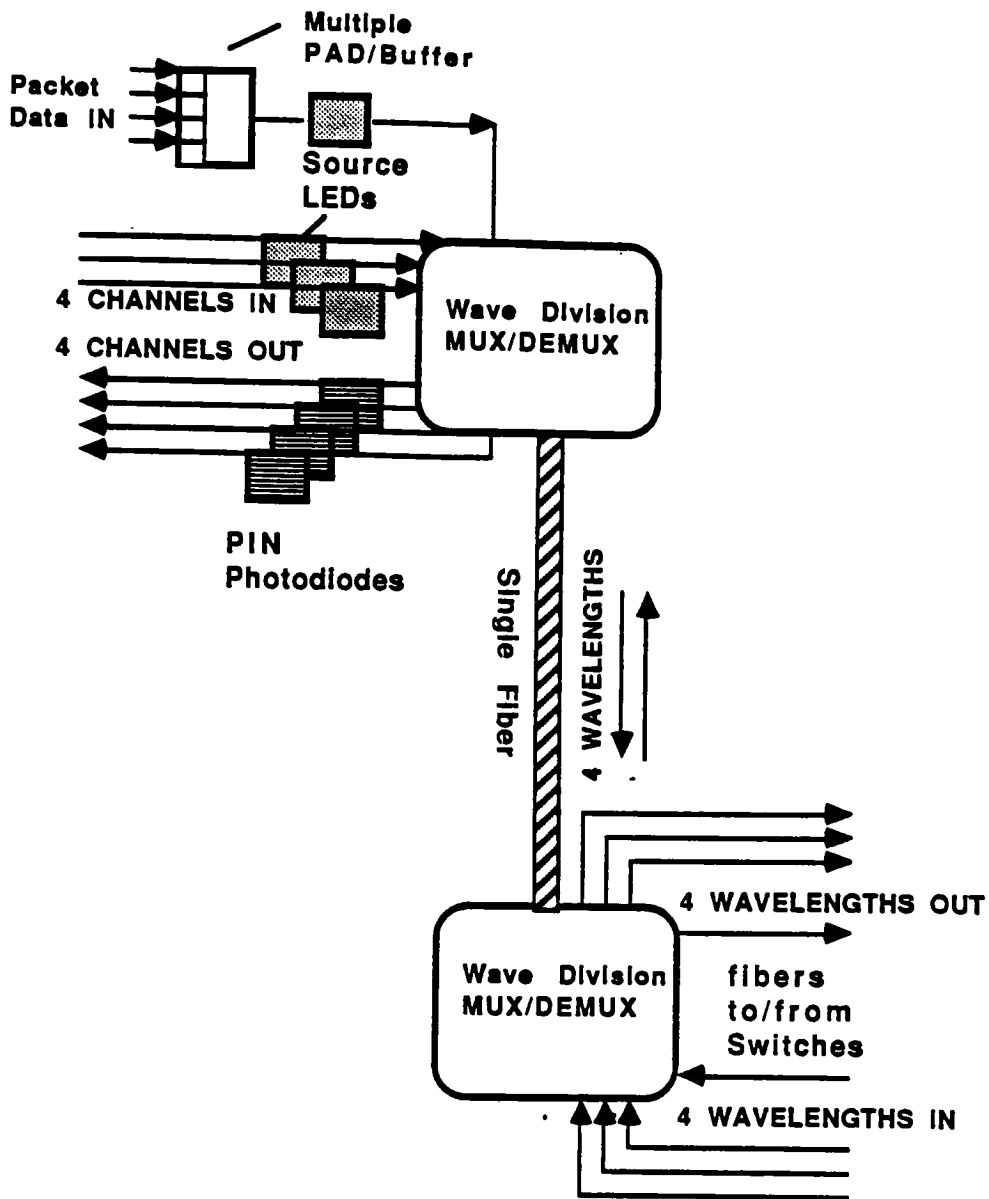 Multiple
PAD/Buffer
Packet
Data IN
Source
LEDs
4 CHANNELS IN
Wave Division
MUX/DEMUX
4 CHANNELS OUT
PIN
Photodiodes
Single Fiber
4 WAVELENGTHS
4 WAVELENGTHS OUT
Wave Division
MUX/DEMUX
fibers
to/from
Switches
4 WAVELENGTHS IN